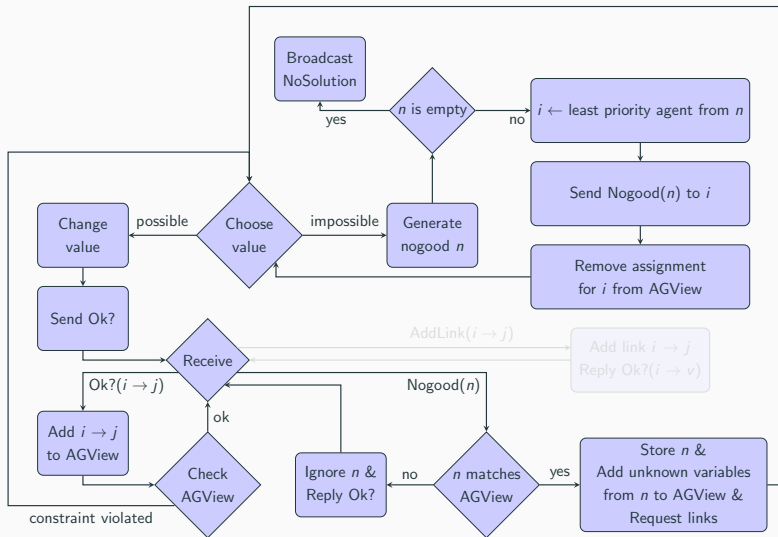 Broadcast
NoSolution
n is empty
yes
no
i ← least priority agent from n
Send Nogood(n) to i
Remove assignment
for i from AGView
Change
value
possible
Choose
value
impossible
Generate
nogood n
Send Ok?
Receive
AddLink(i → j)
Add link i → j
Reply Ok?(i → v)
Ok?(i → j)
Nogood(n)
Add i → j
to AGView
ok
Check
AGView
constraint violated
Ignore n &
Reply Ok?
no
n matches
AGView
yes
Store n &
Add unknown variables
from n to AGView &
Request links